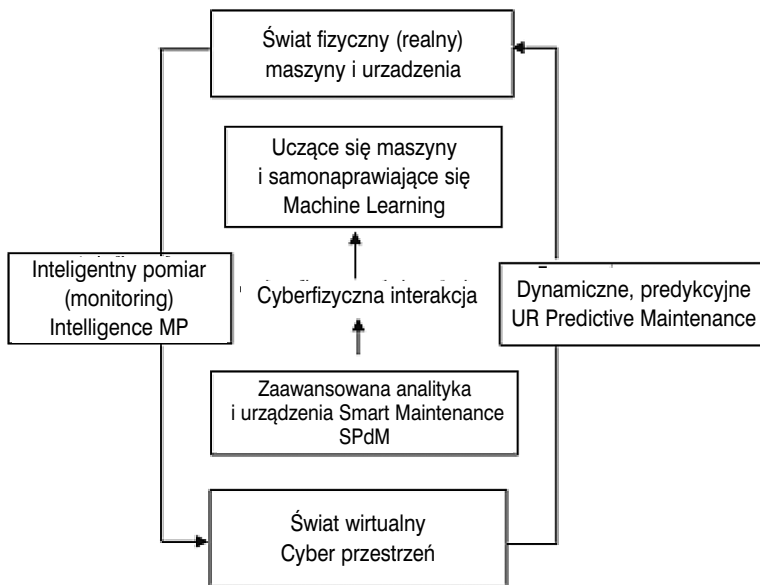 Świat fizyczny (realny)
maszyny i urzadzenia
Uczące się maszyny
i samonaprawiające się
Machine Learning
Inteligentny pomiar
(monitoring)
Intelligence MP
Cyberfizyczna interakcja
Dynamiczne, predykcyjne
UR Predictive Maintenance
Zaawansowana analityka
i urządzenia Smart Maintenance
SPdM
Świat wirtualny
Cyber przestrzeń